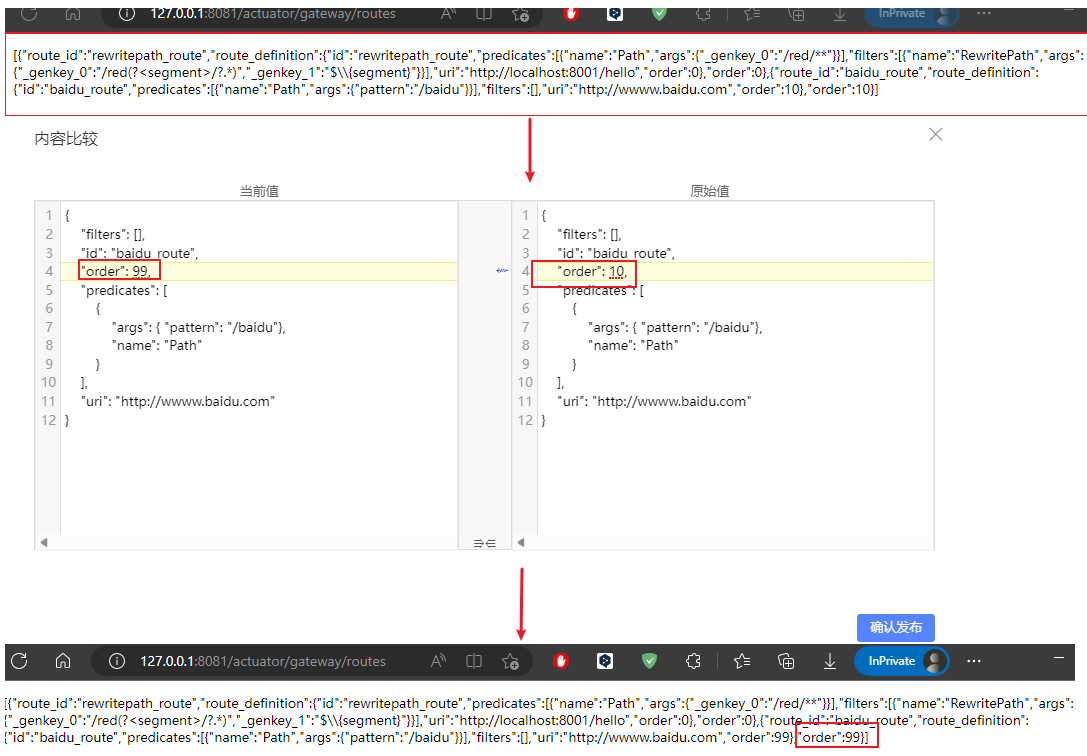 127.0.0.1:8081/actuator/gateway/routes
InPrivate
[{"route_id":"rewritepath_route","route_definition":{"id":"rewritepath_route","predicates":[{"name":"Path","args":{"_genkey_0":"/red/**"}}],"filters":[{"name":"RewritePath","args":
{"_genkey_0":"/red(?<segment>/?.*)","_genkey_1":"$\\{segment}"}}],"uri":"http://localhost:8001/hello","order":0},"order":0},{"route_id":"baidu_route","route_definition":
{"id":"baidu_route","predicates":[{"name":"Path","args":{"pattern":"/baidu"}}],"filters":[],"uri":"http://wwww.baidu.com","order":10},"order":10}]
内容比较
当前值
1 {
2 "filters": [],
3 "id": "baidu_route",
4 "order": 99,
5 "predicates": [
6 {
7 "args": { "pattern": "/baidu"},
8 "name": "Path"
9 }
10 ],
11 "uri": "http://wwww.baidu.com"
12 }
原始值
1 {
2 "filters": [],
3 "id": "baidu_route",
4 "order": 10,
5 "predicates": [
6 {
7 "args": { "pattern": "/baidu"},
8 "name": "Path"
9 }
10 ],
11 "uri": "http://wwww.baidu.com"
12 }
确认发布
127.0.0.1:8081/actuator/gateway/routes
InPrivate
[{"route_id":"rewritepath_route","route_definition":{"id":"rewritepath_route","predicates":[{"name":"Path","args":{"_genkey_0":"/red/**"}}],"filters":[{"name":"RewritePath","args":
{"_genkey_0":"/red(?<segment>/?.*)","_genkey_1":"$\\{segment}"}}],"uri":"http://localhost:8001/hello","order":0},"order":0},{"route_id":"baidu_route","route_definition":
{"id":"baidu_route","predicates":[{"name":"Path","args":{"pattern":"/baidu"}}],"filters":[],"uri":"http://wwww.baidu.com","order":99},"order":99}]